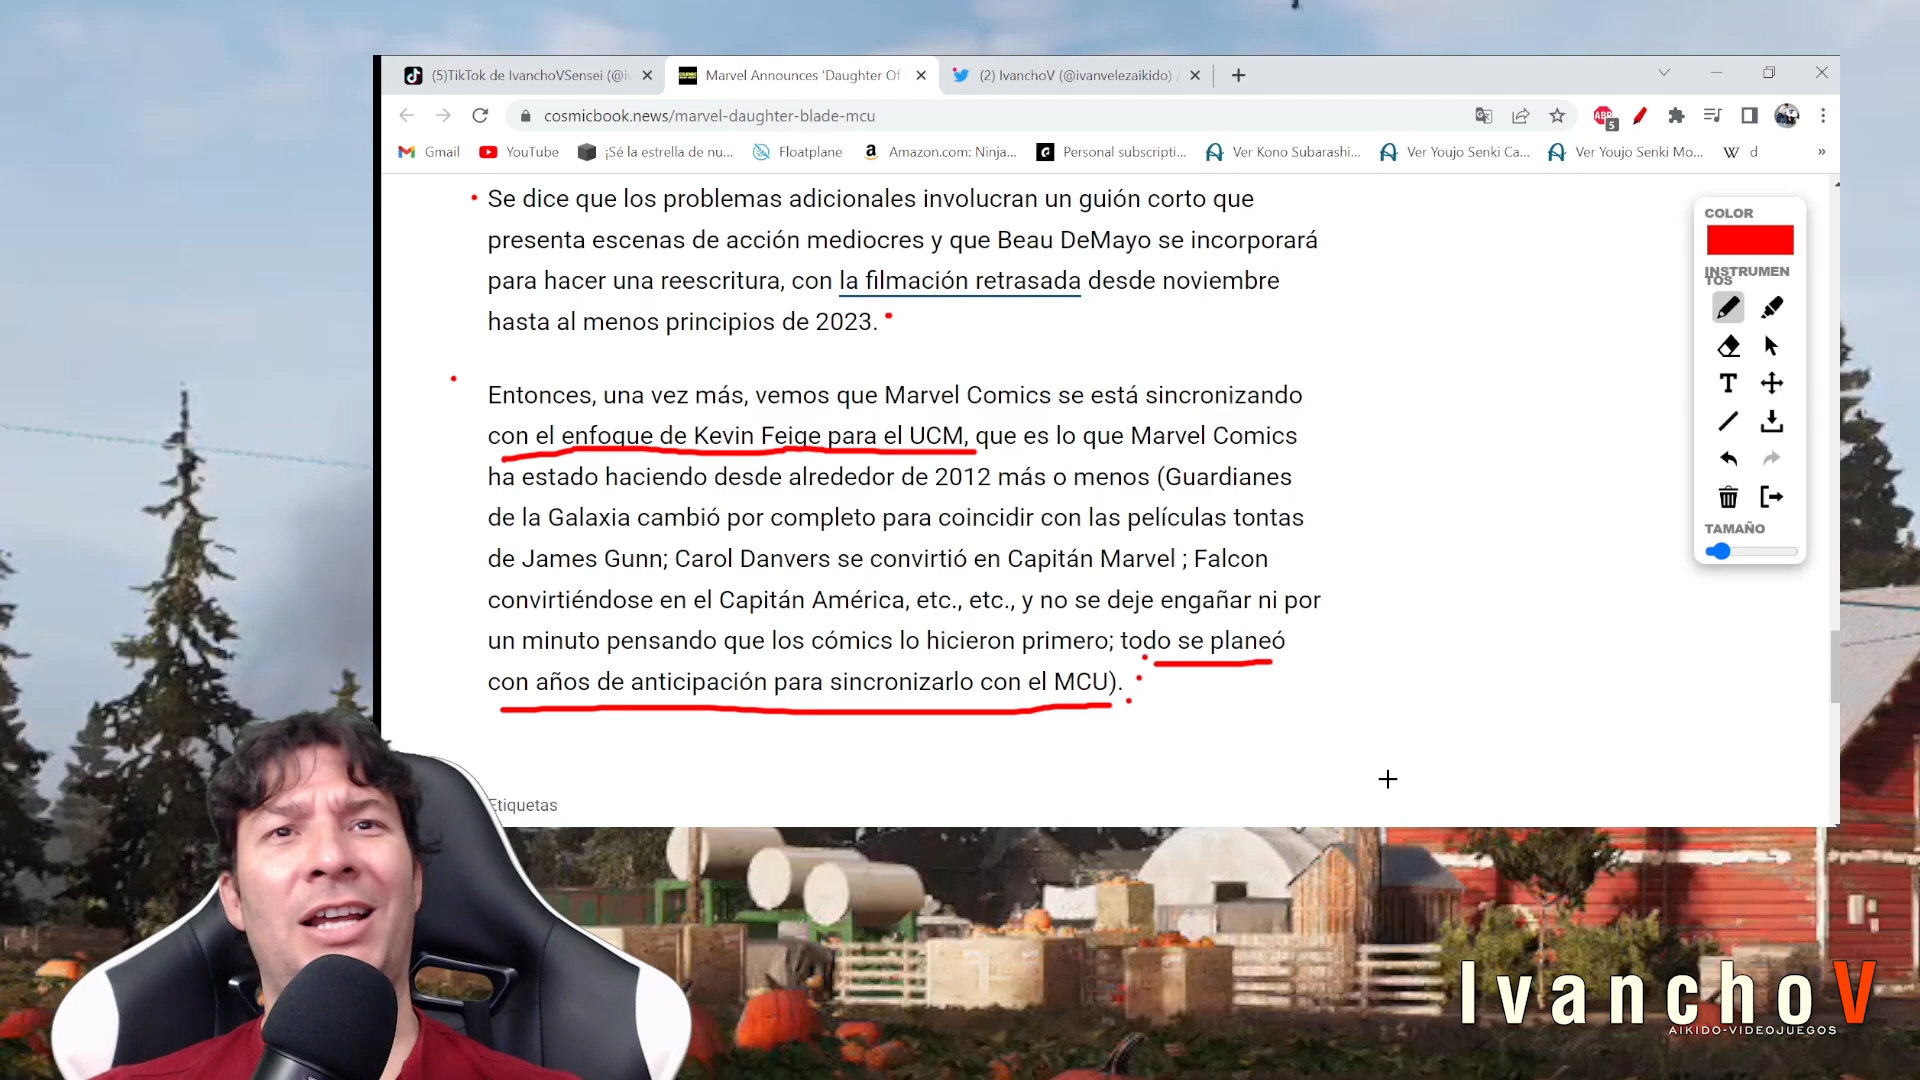 (5)TikTok de IvanchoVSensei (@iv
Marvel Announces 'Daughter Of
(2) IvanchoV (@ivanvelezaikido) /
cosmicbook.news/marvel-daughter-blade-mcu
ABP
5
Gmail
YouTube
¡Sé la estrella de nu...
Floatplane
Amazon.com: Ninja...
Personal subscripti...
Ver Kono Subarashi...
Ver Youjo Senki Ca...
Ver Youjo Senki Mo...
W d
»
Se dice que los problemas adicionales involucran un guión corto que
presenta escenas de acción mediocres y que Beau DeMayo se incorporará
para hacer una reescritura, con la filmación retrasada desde noviembre
hasta al menos principios de 2023.
Entonces, una vez más, vemos que Marvel Comics se está sincronizando
con el enfoque de Kevin Feige para el UCM, que es lo que Marvel Comics
ha estado haciendo desde alrededor de 2012 más o menos (Guardianes
de la Galaxia cambió por completo para coincidir con las películas tontas
de James Gunn; Carol Danvers se convirtió en Capitán Marvel ; Falcon
convirtiéndose en el Capitán América, etc., etc., y no se deje engañar ni por
un minuto pensando que los cómics lo hicieron primero; todo se planeó
con años de anticipación para sincronizarlo con el MCU).
Etiquetas
COLOR
INSTRUMEN
TOS
T
TAMAÑO
IvanchoV
AIKIDO-VIDEOJUEGOS